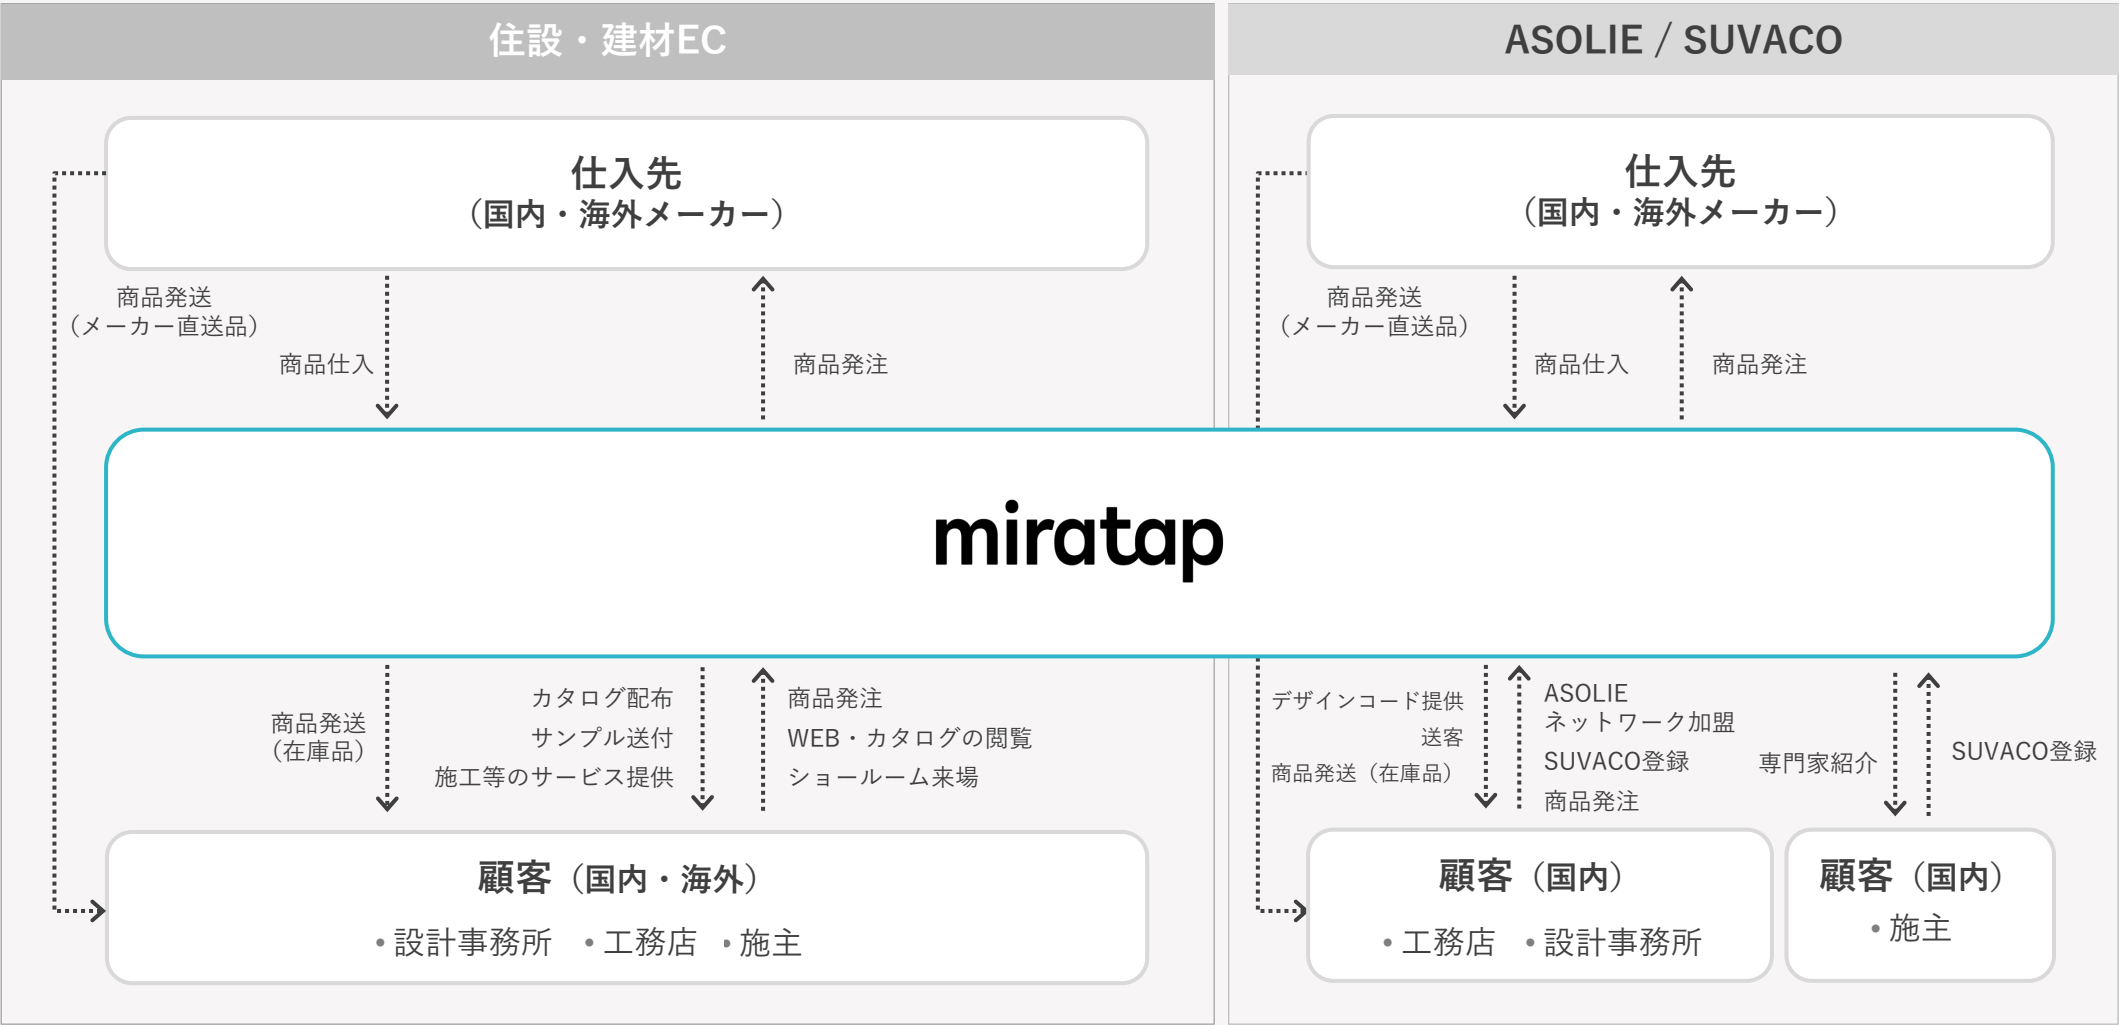 住設・建材EC
仕入先
（国内・海外メーカー）
商品発送
（メーカー直送品）
商品仕入
商品発注
ASOLIE / SUVACO
仕入先
（国内・海外メーカー）
商品発送
（メーカー直送品）
商品仕入
商品発注
miratap
商品発送
（在庫品）
カタログ配布
サンプル送付
施工等のサービス提供
商品発注
WEB・カタログの閲覧
ショールーム来場
顧客（国内・海外）
・設計事務所 ・工務店 ・施主
デザインコード提供
送客
商品発送（在庫品）
ASOLIE
ネットワーク加盟
SUVACO登録
商品発注
専門家紹介
SUVACO登録
顧客（国内）
・工務店 ・設計事務所
顧客（国内）
・施主